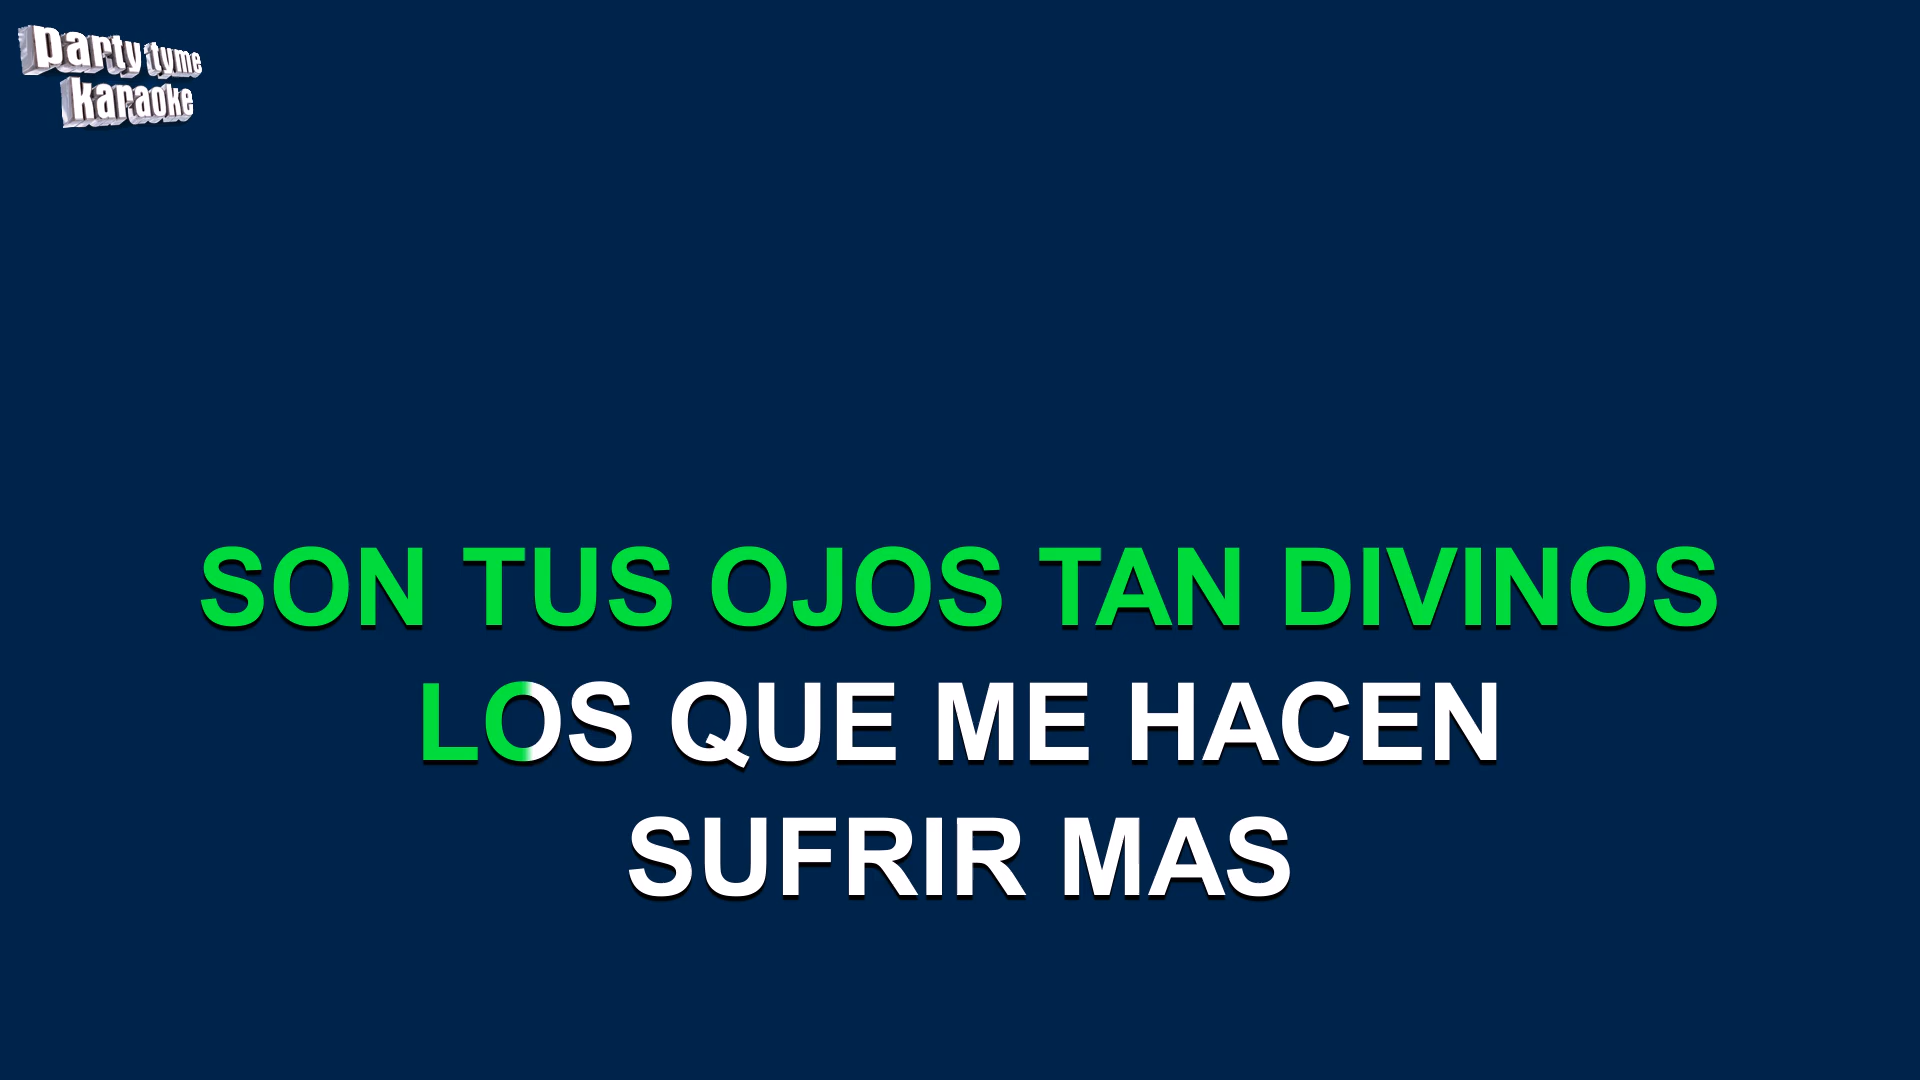 party tyme
karaoke
SON TUS OJOS TAN DIVINOS
LOS QUE ME HACEN
SUFRIR MAS